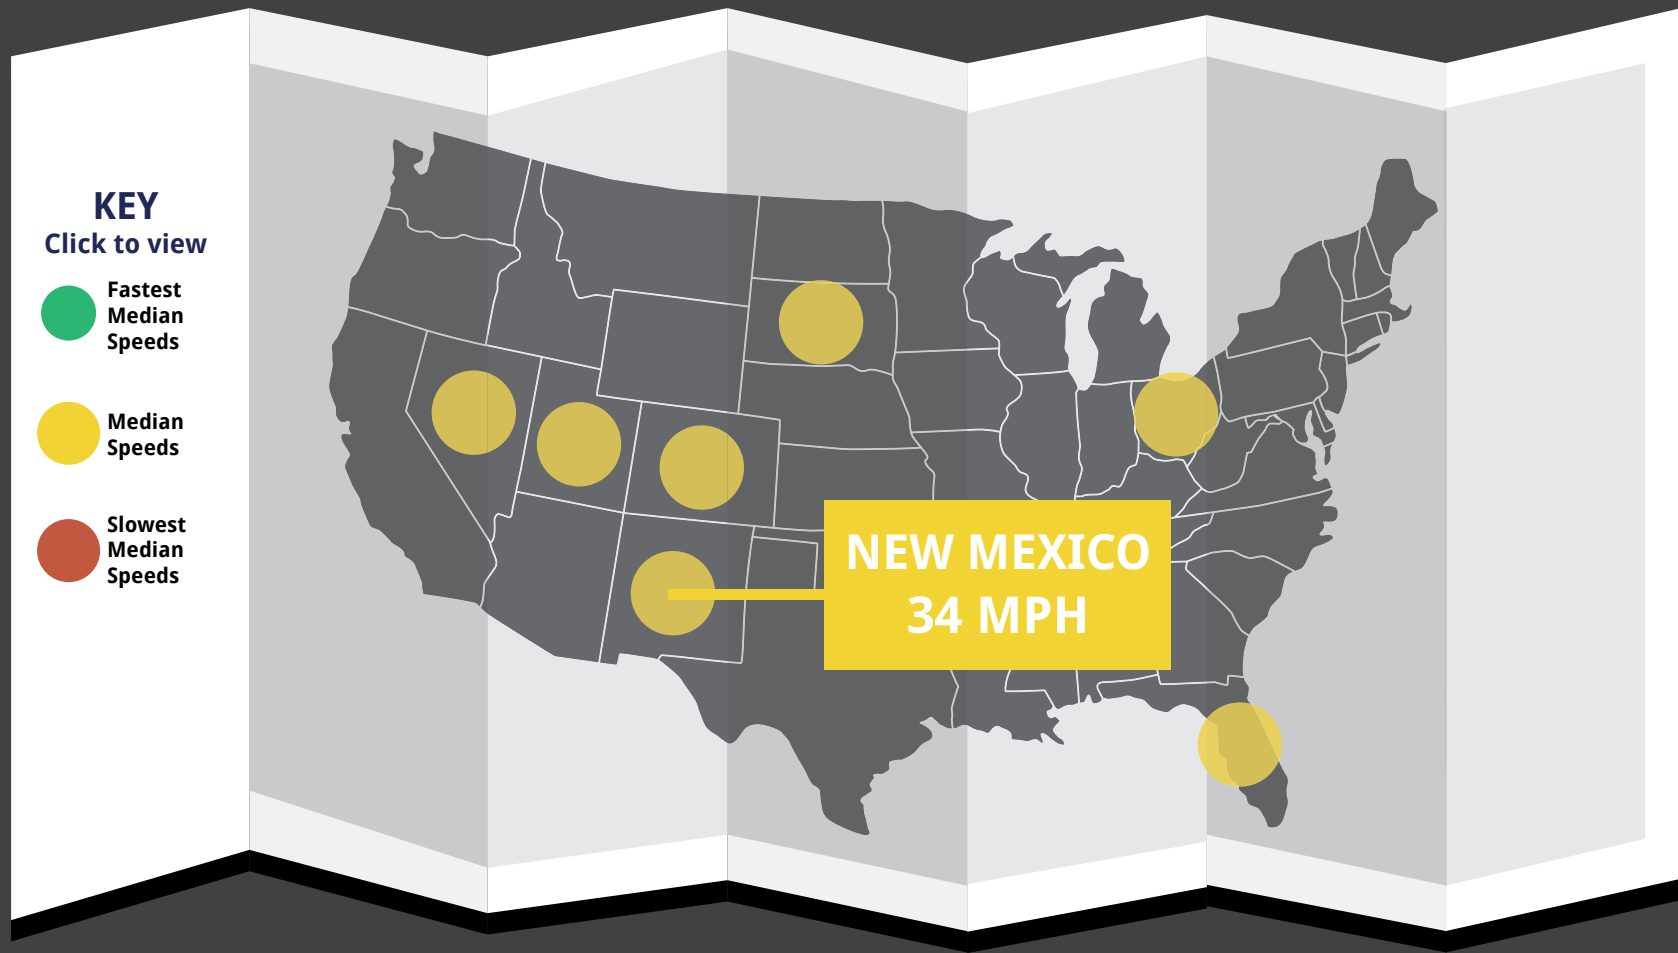 KEY
Click to view
Fastest
Median
Speeds
Median
Speeds
Slowest
Median
Speeds
NEW MEXICO
34 MPH